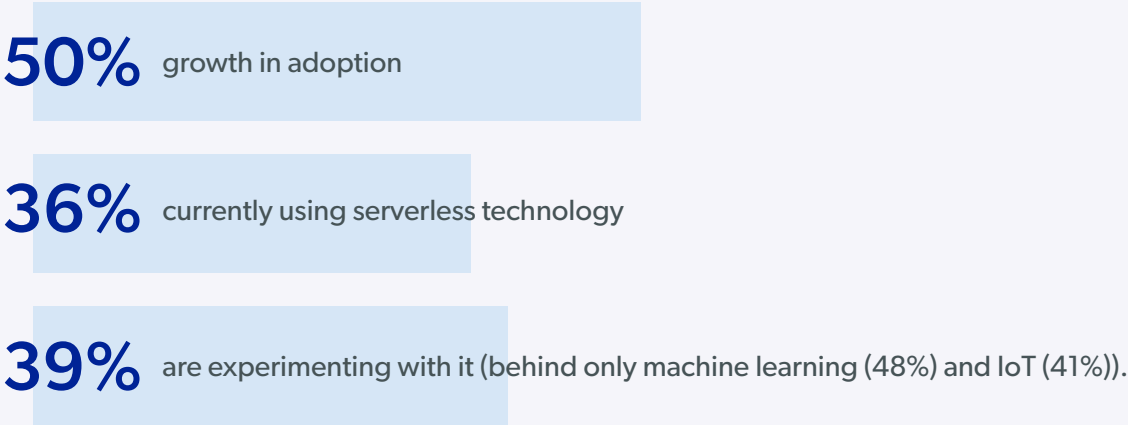 50% growth in adoption
36% currently using serverless technology
39% are experimenting with it (behind only machine learning (48%) and IoT (41%)).